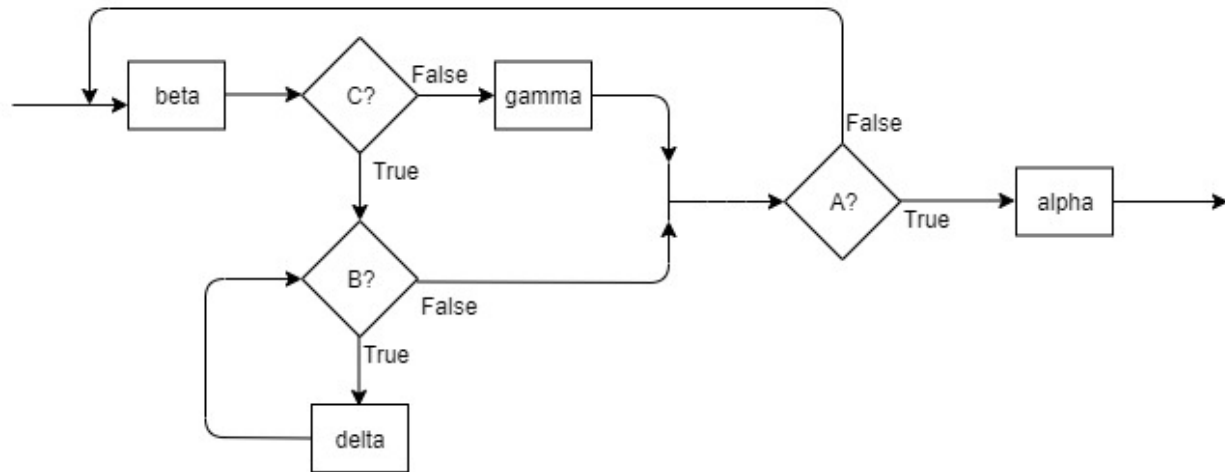 beta
C?
False
gamma
True
False
A?
True
alpha
B?
False
True
delta